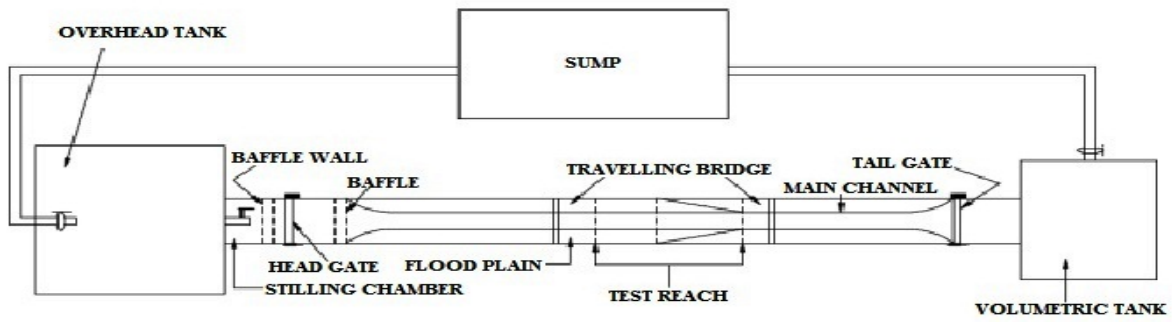 OVERHEAD TANK
SUMP
BAFFLE WALL
BAFFLE
TRAVELLING BRIDGE
TAIL GATE
MAIN CHANNEL
HEAD GATE
FLOOD PLAIN
STILLING CHAMBER
TEST REACH
VOLUMETRIC TANK